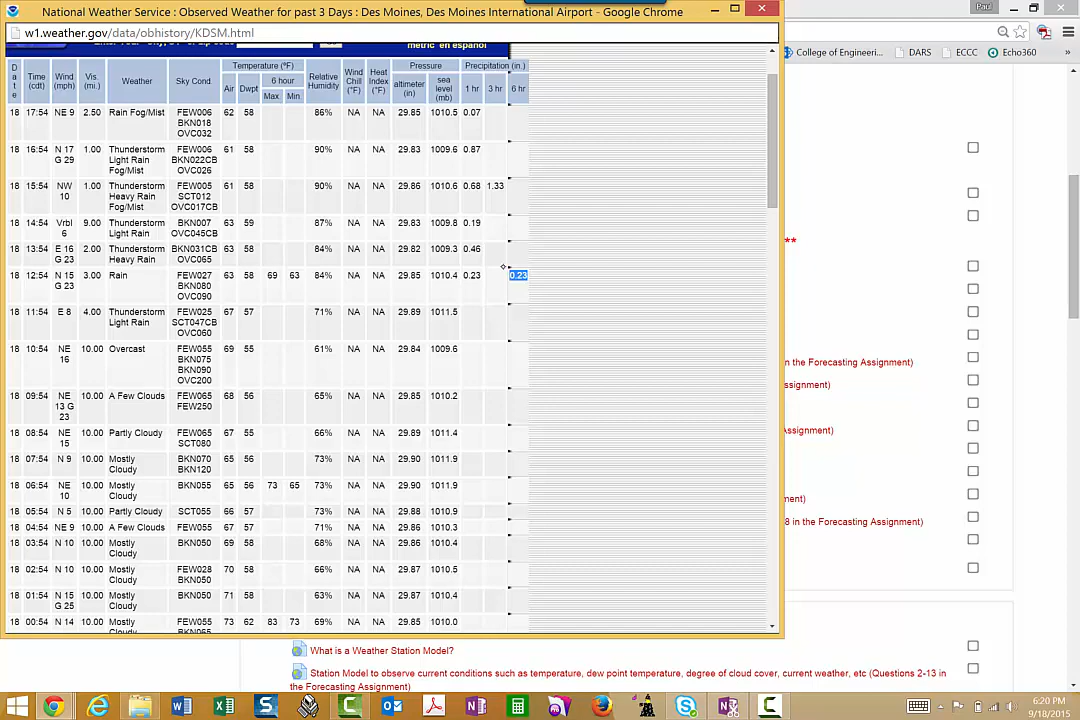 National Weather Service : Observed Weather for past 3 Days : Des Moines, Des Moines International Airport - Google Chrome
Paul
w1.weather.gov/data/obhistory/KDSM.html
College of Engineeri... DARS ECCC Echo360
metric en español
Date Time (cdt) Wind (mph) Vis. (mi.) Weather Sky Cond Temperature (°F) Air Dwpt 6 hour Max Min Relative Humidity Wind Chill (°F) Heat Index (°F) Pressure altimeter (in) sea level (mb) Precipitation (in.) 1 hr 3 hr 6 hr
18 17:54 NE 9 2.50 Rain Fog/Mist FEW006 BKN018 OVC032 62 58 86% NA NA 29.85 1010.5 0.07
18 16:54 N 17 G 29 1.00 Thunderstorm Light Rain Fog/Mist FEW006 BKN022CB OVC026 61 58 90% NA NA 29.83 1009.6 0.87
18 15:54 NW 10 1.00 Thunderstorm Heavy Rain Fog/Mist FEW005 SCT012 OVC017CB 61 58 90% NA NA 29.86 1010.6 0.68 1.33
18 14:54 Vrbl 6 9.00 Thunderstorm Light Rain BKN007 OVC045CB 63 59 87% NA NA 29.83 1009.8 0.19
18 13:54 E 16 G 23 2.00 Thunderstorm Heavy Rain BKN031CB OVC065 63 58 84% NA NA 29.82 1009.3 0.46
18 12:54 N 15 G 23 3.00 Rain FEW027 BKN080 OVC090 63 58 69 63 84% NA NA 29.85 1010.4 0.23 0.23
18 11:54 E 8 4.00 Thunderstorm Light Rain FEW025 SCT047CB OVC060 67 57 71% NA NA 29.89 1011.5
18 10:54 NE 16 10.00 Overcast FEW055 BKN075 BKN090 OVC200 69 55 61% NA NA 29.84 1009.6
18 09:54 NE 13 G 23 10.00 A Few Clouds FEW065 FEW250 68 56 65% NA NA 29.85 1010.2
18 08:54 NE 15 10.00 Partly Cloudy FEW065 SCT080 67 55 66% NA NA 29.89 1011.4
18 07:54 N 9 10.00 Mostly Cloudy BKN070 BKN120 65 56 73% NA NA 29.90 1011.9
18 06:54 NE 10 10.00 Mostly Cloudy BKN055 65 56 73 65 73% NA NA 29.90 1011.9
18 05:54 N 5 10.00 Partly Cloudy SCT055 66 57 73% NA NA 29.88 1010.9
18 04:54 NE 9 10.00 A Few Clouds FEW055 67 57 71% NA NA 29.86 1010.3
18 03:54 N 10 10.00 Mostly Cloudy BKN050 69 58 68% NA NA 29.86 1010.4
18 02:54 N 10 10.00 Mostly Cloudy FEW028 BKN050 70 58 66% NA NA 29.87 1010.5
18 01:54 N 15 G 25 10.00 Mostly Cloudy BKN050 71 58 63% NA NA 29.87 1010.4
18 00:54 N 14 10.00 Mostly Cloudy FEW055 BKN065 73 62 83 73 69% NA NA 29.85 1010.0
**
n the Forecasting Assignment)
ssignment)
Assignment)
ment)
8 in the Forecasting Assignment)
What is a Weather Station Model?
Station Model to observe current conditions such as temperature, dew point temperature, degree of cloud cover, current weather, etc (Questions 2-13 in
the Forecasting Assignment)
6:20 PM
9/18/2015